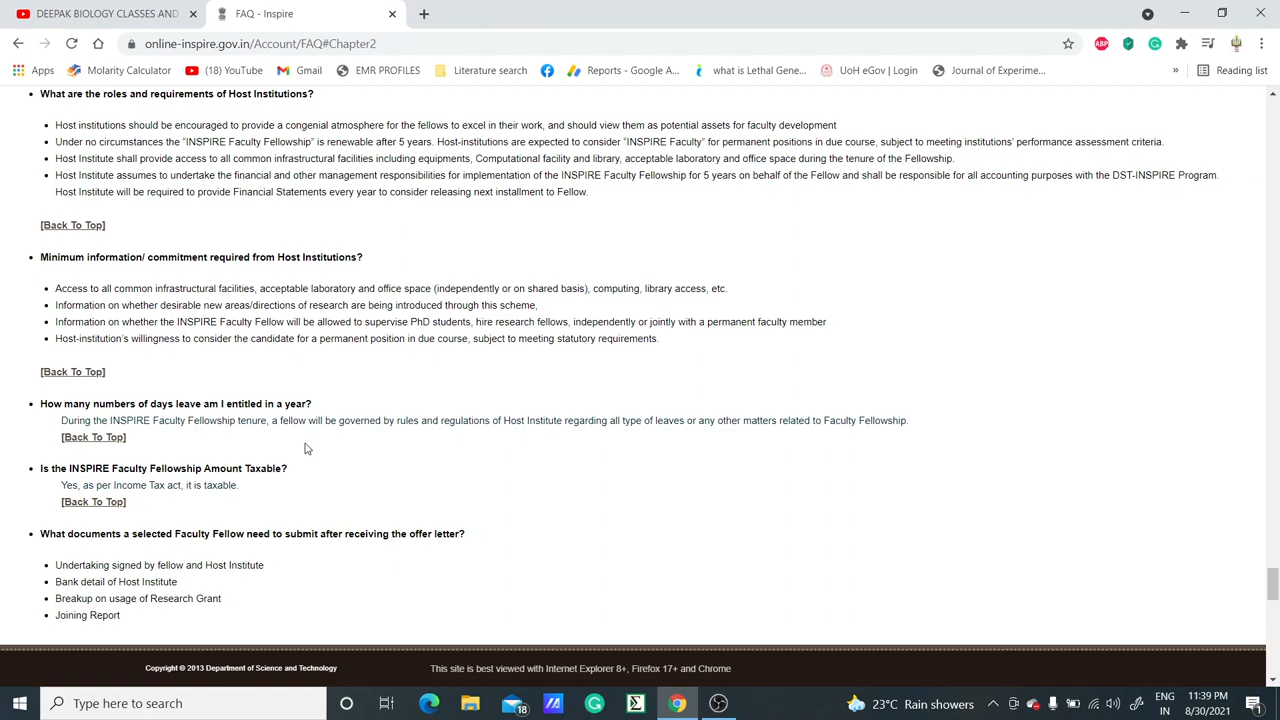 DEEPAK BIOLOGY CLASSES AND
FAQ - Inspire
online-inspire.gov.in/Account/FAQ#Chapter2
ABP
Apps
Molarity Calculator
(18) YouTube
Gmail
EMR PROFILES
Literature search
Reports - Google A...
what is Lethal Gene...
UoH eGov | Login
Journal of Experime...
»
Reading list
What are the roles and requirements of Host Institutions?
Host institutions should be encouraged to provide a congenial atmosphere for the fellows to excel in their work, and should view them as potential assets for faculty development
Under no circumstances the “INSPIRE Faculty Fellowship” is renewable after 5 years. Host-institutions are expected to consider “INSPIRE Faculty” for permanent positions in due course, subject to meeting institutions’ performance assessment criteria.
Host Institute shall provide access to all common infrastructural facilities including equipments, Computational facility and library, acceptable laboratory and office space during the tenure of the Fellowship.
Host Institute assumes to undertake the financial and other management responsibilities for implementation of the INSPIRE Faculty Fellowship for 5 years on behalf of the Fellow and shall be responsible for all accounting purposes with the DST-INSPIRE Program.
Host Institute will be required to provide Financial Statements every year to consider releasing next installment to Fellow.
[Back To Top]
Minimum information/ commitment required from Host Institutions?
Access to all common infrastructural facilities, acceptable laboratory and office space (independently or on shared basis), computing, library access, etc.
Information on whether desirable new areas/directions of research are being introduced through this scheme,
Information on whether the INSPIRE Faculty Fellow will be allowed to supervise PhD students, hire research fellows, independently or jointly with a permanent faculty member
Host-institution’s willingness to consider the candidate for a permanent position in due course, subject to meeting statutory requirements.
[Back To Top]
How many numbers of days leave am I entitled in a year?
During the INSPIRE Faculty Fellowship tenure, a fellow will be governed by rules and regulations of Host Institute regarding all type of leaves or any other matters related to Faculty Fellowship.
[Back To Top]
Is the INSPIRE Faculty Fellowship Amount Taxable?
Yes, as per Income Tax act, it is taxable.
[Back To Top]
What documents a selected Faculty Fellow need to submit after receiving the offer letter?
Undertaking signed by fellow and Host Institute
Bank detail of Host Institute
Breakup on usage of Research Grant
Joining Report
Copyright © 2013 Department of Science and Technology
This site is best viewed with Internet Explorer 8+, Firefox 17+ and Chrome
Type here to search
18
23°C Rain showers
ENG
IN
11:39 PM
8/30/2021
1